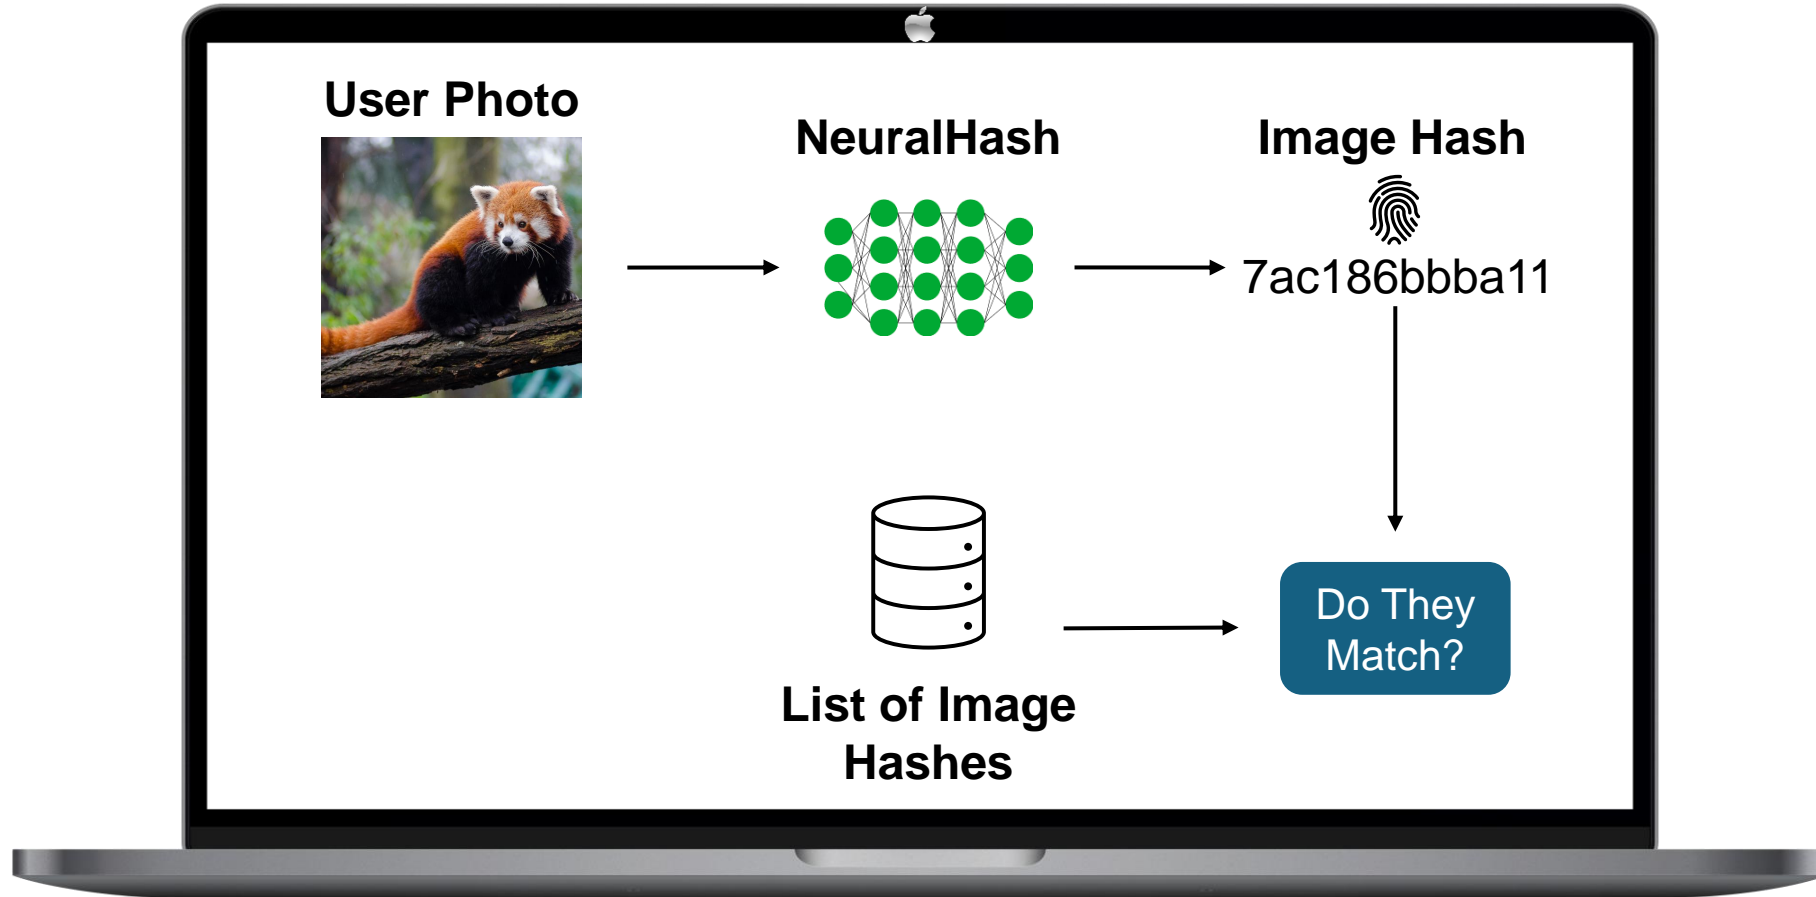 User Photo
NeuralHash
Image Hash
7ac186bbba11
Do They
Match?
List of Image
Hashes